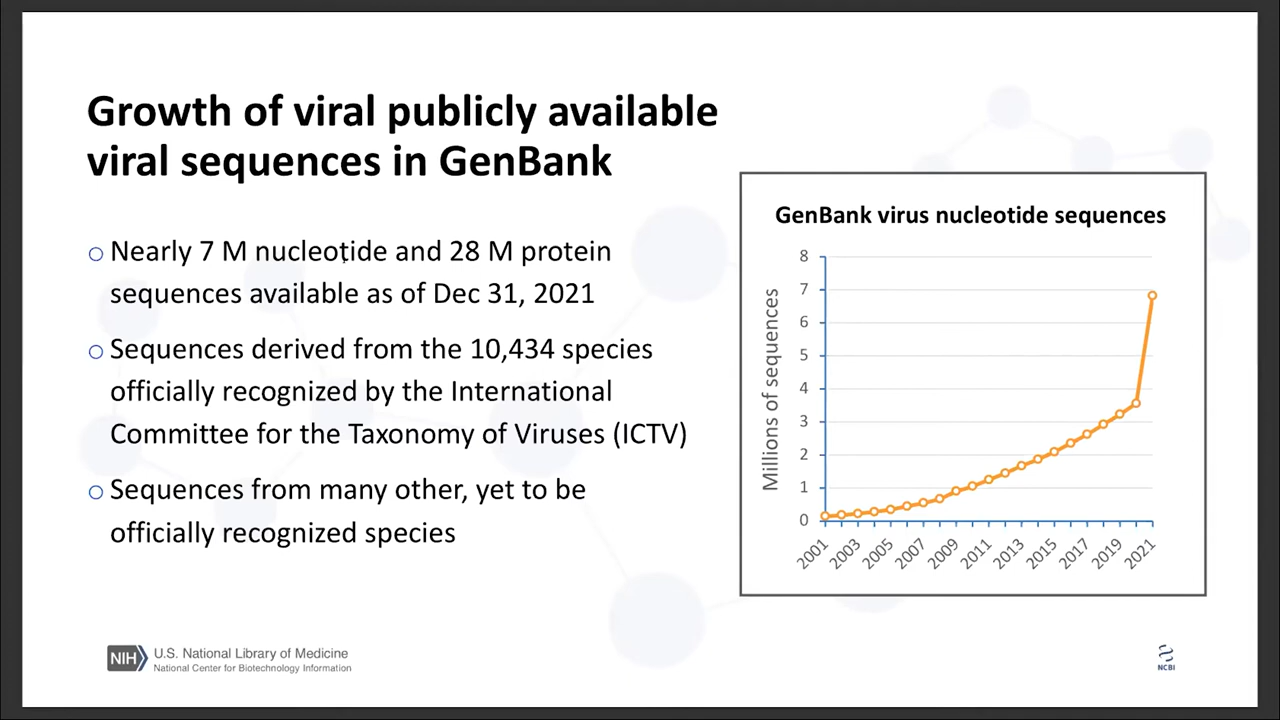 Growth of viral publicly available
viral sequences in GenBank
○ Nearly 7 M nucleotide and 28 M protein
sequences available as of Dec 31, 2021
○ Sequences derived from the 10,434 species
officially recognized by the International
Committee for the Taxonomy of Viruses (ICTV)
○ Sequences from many other, yet to be
officially recognized species
GenBank virus nucleotide sequences
Millions of sequences
8
7
6
5
4
3
2
1
0
2001
2003
2005
2007
2009
2011
2013
2015
2017
2019
2021
NIH
U.S. National Library of Medicine
National Center for Biotechnology Information
NCBI